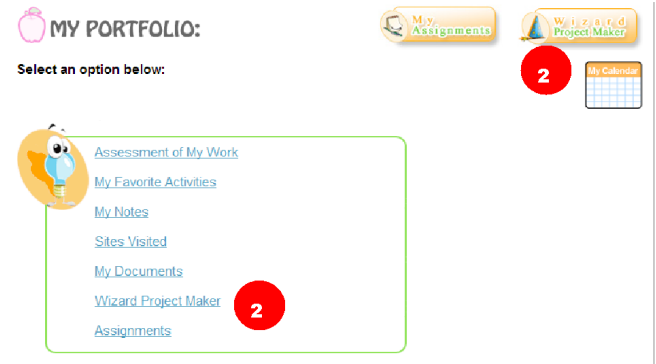 MY PORTFOLIO:
My
Assignments
Wizard
Project Maker
Select an option below:
2
My Calendar
Assessment of My Work
My Favorite Activities
My Notes
Sites Visited
My Documents
Wizard Project Maker
2
Assignments